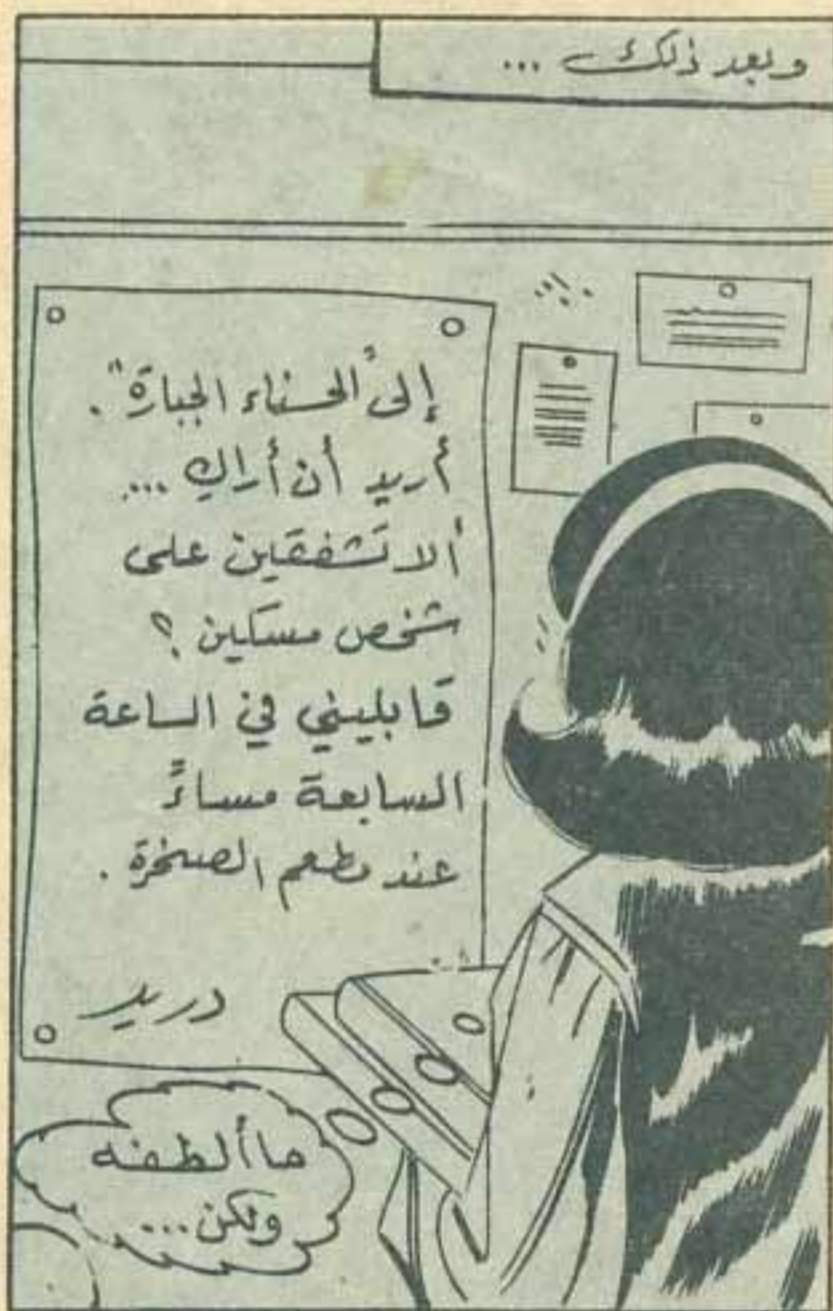 وبعد ذلك ...
إلى "الحسناء الجبارة".
أريد أن أراكِ ...
ألا تشفقين على
شخص مسكين ؟
قابليني في الساعة
السابعة مساءً
عند مطعم الصخرة .
دريد
ما ألطفه
ولكن ...